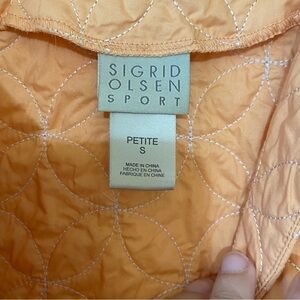 SIGRID
OLSEN
SPORT
PETITE
S
MADE IN CHINA
HECHO EN CHINA
FABRIQUE EN CHINE